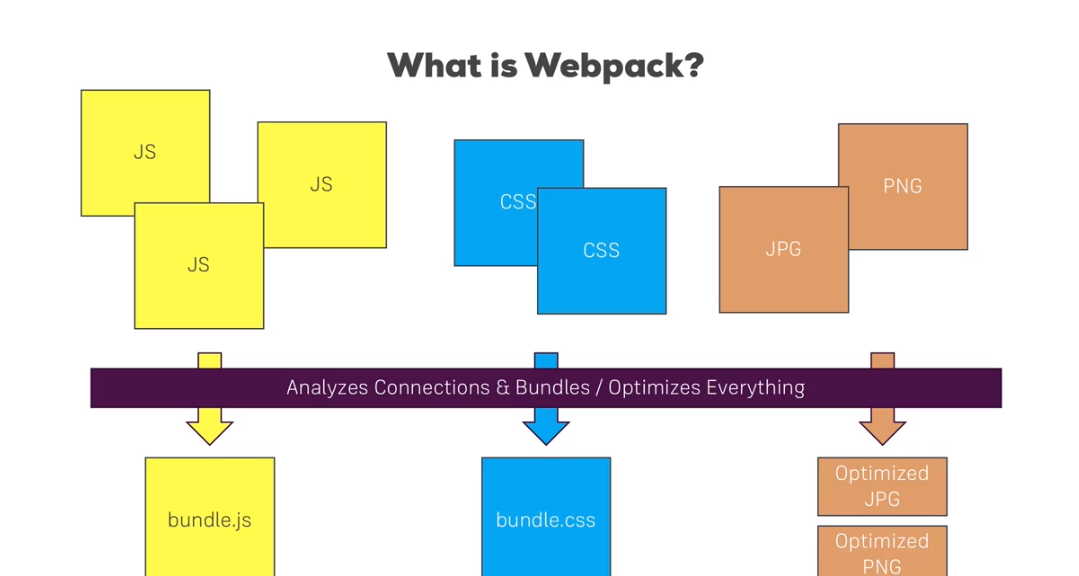 What is Webpack?
JS
JS
JS
CSS
CSS
PNG
JPG
Analyzes Connections & Bundles / Optimizes Everything
bundle.js
bundle.css
Optimized
JPG
Optimized
PNG